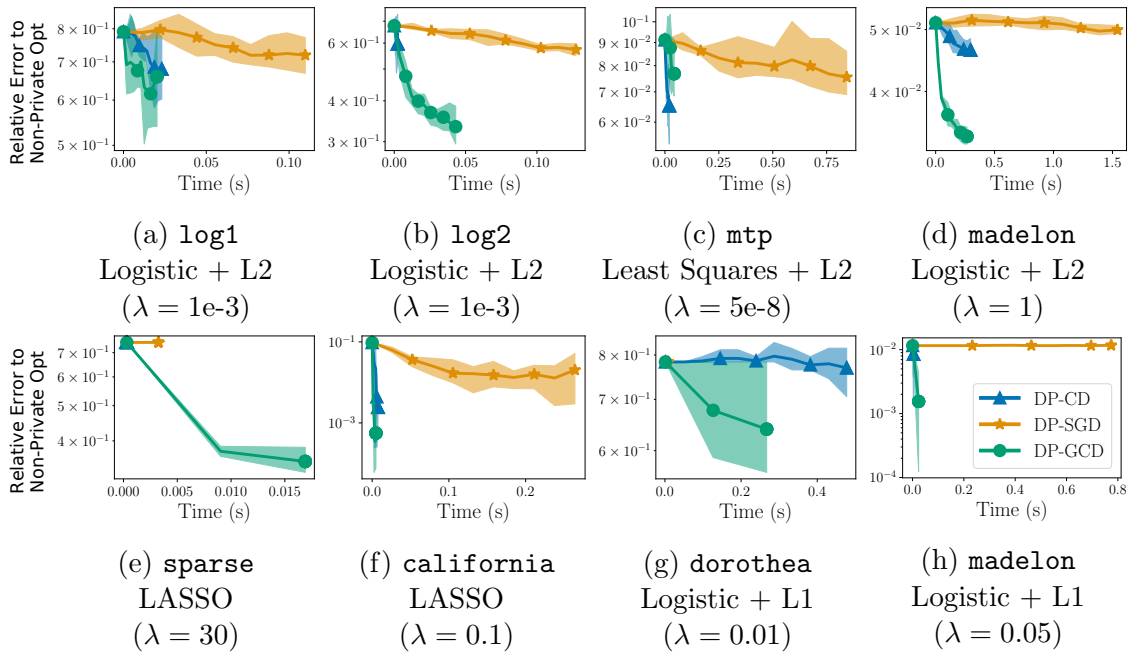 Relative Error to
Non-Private Opt
8 × 10⁻¹
7 × 10⁻¹
6 × 10⁻¹
5 × 10⁻¹
0.00 0.05 0.10
Time (s)
6 × 10⁻¹
4 × 10⁻¹
3 × 10⁻¹
0.00 0.05 0.10
Time (s)
10⁻¹
9 × 10⁻²
8 × 10⁻²
7 × 10⁻²
6 × 10⁻²
0.00 0.25 0.50 0.75
Time (s)
5 × 10⁻²
4 × 10⁻²
0.0 0.5 1.0 1.5
Time (s)
(a) log1
Logistic + L2
(λ = 1e-3)
(b) log2
Logistic + L2
(λ = 1e-3)
(c) mtp
Least Squares + L2
(λ = 5e-8)
(d) madelon
Logistic + L2
(λ = 1)
Relative Error to
Non-Private Opt
7 × 10⁻¹
6 × 10⁻¹
5 × 10⁻¹
4 × 10⁻¹
0.000 0.005 0.010 0.015
Time (s)
10⁻¹
10⁻³
0.0 0.1 0.2
Time (s)
8 × 10⁻¹
7 × 10⁻¹
6 × 10⁻¹
0.0 0.2 0.4
Time (s)
10⁻²
10⁻³
10⁻⁴
0.0 0.2 0.4 0.6 0.8
Time (s)
DP-CD
DP-SGD
DP-GCD
(e) sparse
LASSO
(λ = 30)
(f) california
LASSO
(λ = 0.1)
(g) dorothea
Logistic + L1
(λ = 0.01)
(h) madelon
Logistic + L1
(λ = 0.05)